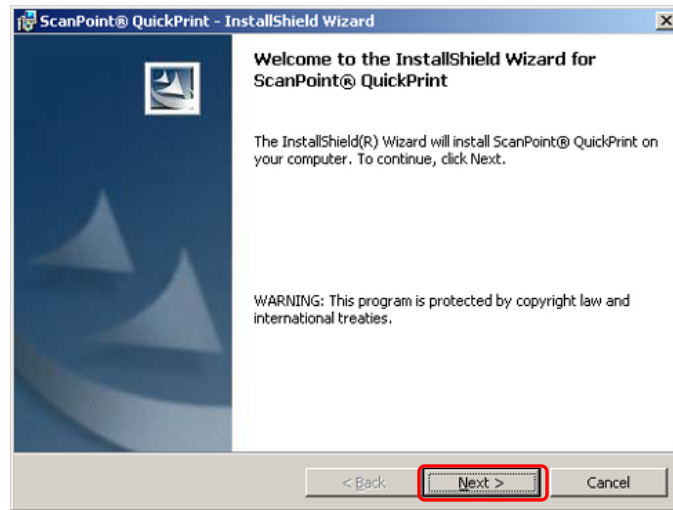 ScanPoint® QuickPrint - InstallShield Wizard
Welcome to the InstallShield Wizard for
ScanPoint® QuickPrint
The InstallShield(R) Wizard will install ScanPoint® QuickPrint on
your computer. To continue, click Next.
WARNING: This program is protected by copyright law and
international treaties.
< Back Next > Cancel